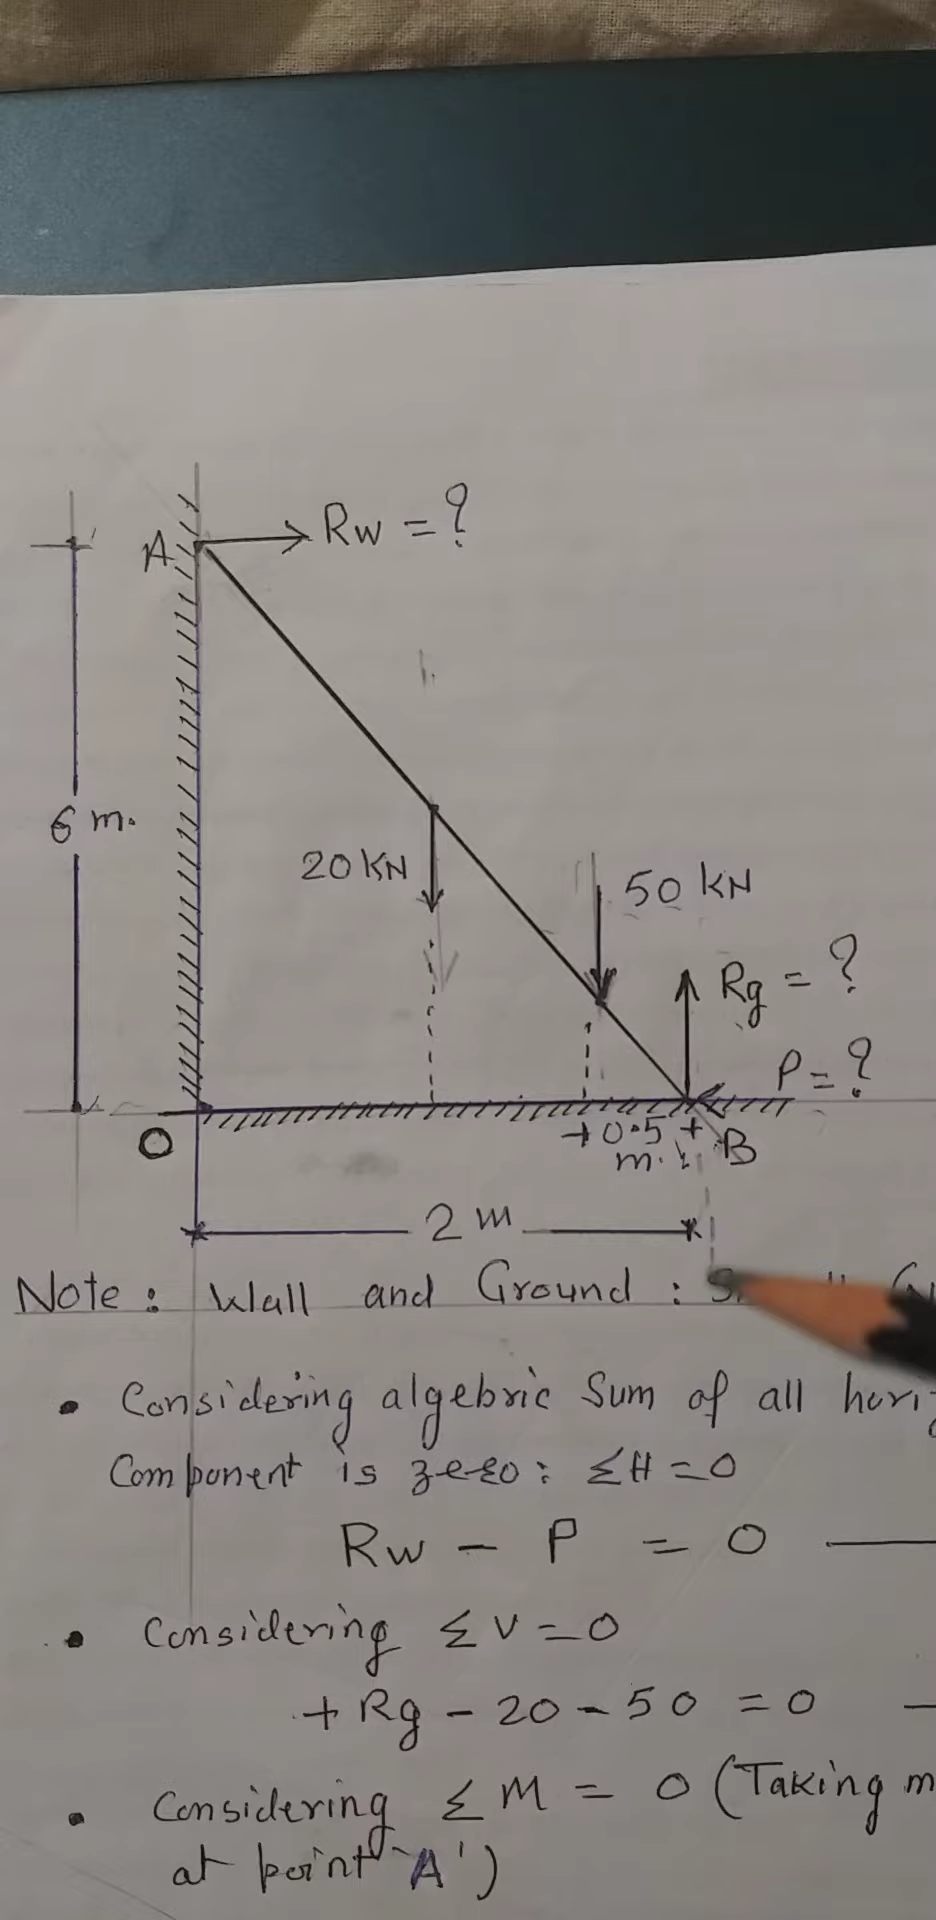 A
Rw = ?
6 m.
20 KN
50 KN
Rg = ?
P = ?
O
0.5
m.
B
2 m
Note : Wall and Ground :
• Considering algebric Sum of all
Component is zero : ΣH = 0
Rw - P = 0
• Considering ΣV = 0
+ Rg - 20 - 50 = 0
• Considering ΣM = 0 (Taking
at point 'A')